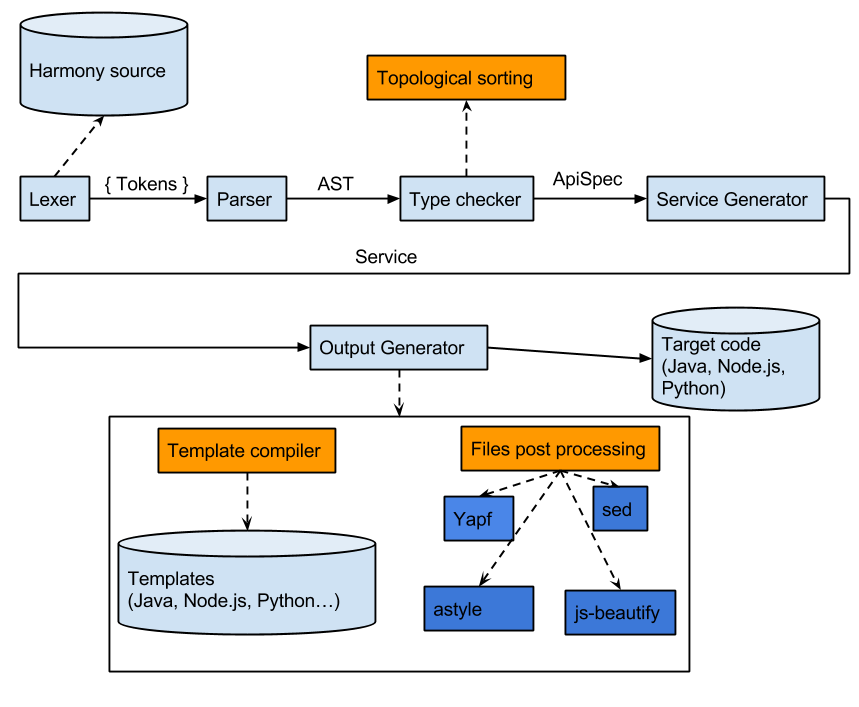 Harmony source
Topological sorting
Lexer
{ Tokens }
Parser
AST
Type checker
ApiSpec
Service Generator
Service
Output Generator
Target code
(Java, Node.js,
Python)
Template compiler
Files post processing
Yapf
sed
Templates
(Java, Node.js, Python…)
astyle
js-beautify